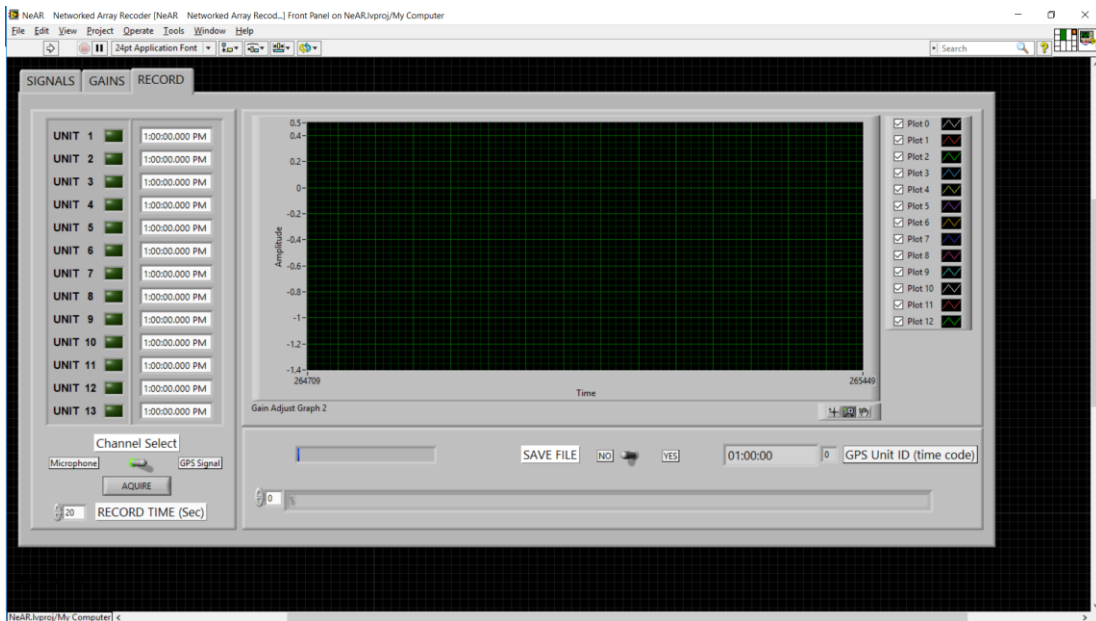 NeAR Networked Array Recoder [NeAR Networked Array Recod...] Front Panel on NeAR.lvproj/My Computer
File Edit View Project Operate Tools Window Help
24pt Application Font
Search
SIGNALS GAINS RECORD
UNIT 1 1:00:00.000 PM
UNIT 2 1:00:00.000 PM
UNIT 3 1:00:00.000 PM
UNIT 4 1:00:00.000 PM
UNIT 5 1:00:00.000 PM
UNIT 6 1:00:00.000 PM
UNIT 7 1:00:00.000 PM
UNIT 8 1:00:00.000 PM
UNIT 9 1:00:00.000 PM
UNIT 10 1:00:00.000 PM
UNIT 11 1:00:00.000 PM
UNIT 12 1:00:00.000 PM
UNIT 13 1:00:00.000 PM
Channel Select
Microphone GPS Signal
AQUIRE
20 RECORD TIME (Sec)
Amplitude
0.5
0.4
0.2
0
-0.2
-0.4
-0.6
-0.8
-1
-1.2
-1.4
264709 265449
Time
Gain Adjust Graph 2
Plot 0
Plot 1
Plot 2
Plot 3
Plot 4
Plot 5
Plot 6
Plot 7
Plot 8
Plot 9
Plot 10
Plot 11
Plot 12
SAVE FILE NO YES 01:00:00 0 GPS Unit ID (time code)
0
NeAR.lvproj/My Computer